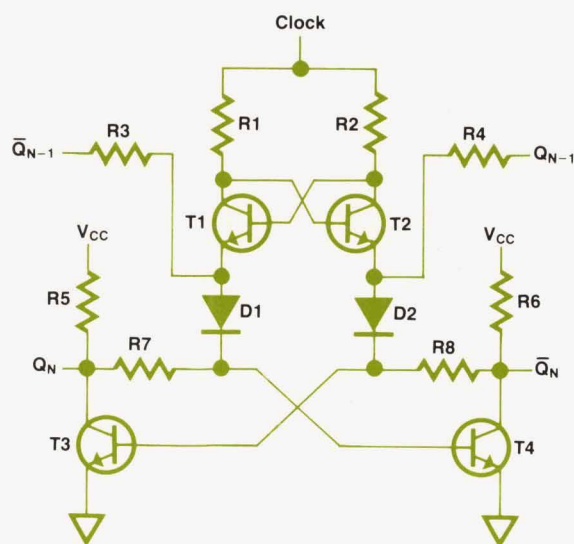 Clock
R1
R2
R3
R4
Q̅N−1
QN−1
T1
T2
VCC
VCC
R5
D1
D2
R6
R7
R8
QN
Q̅N
T3
T4